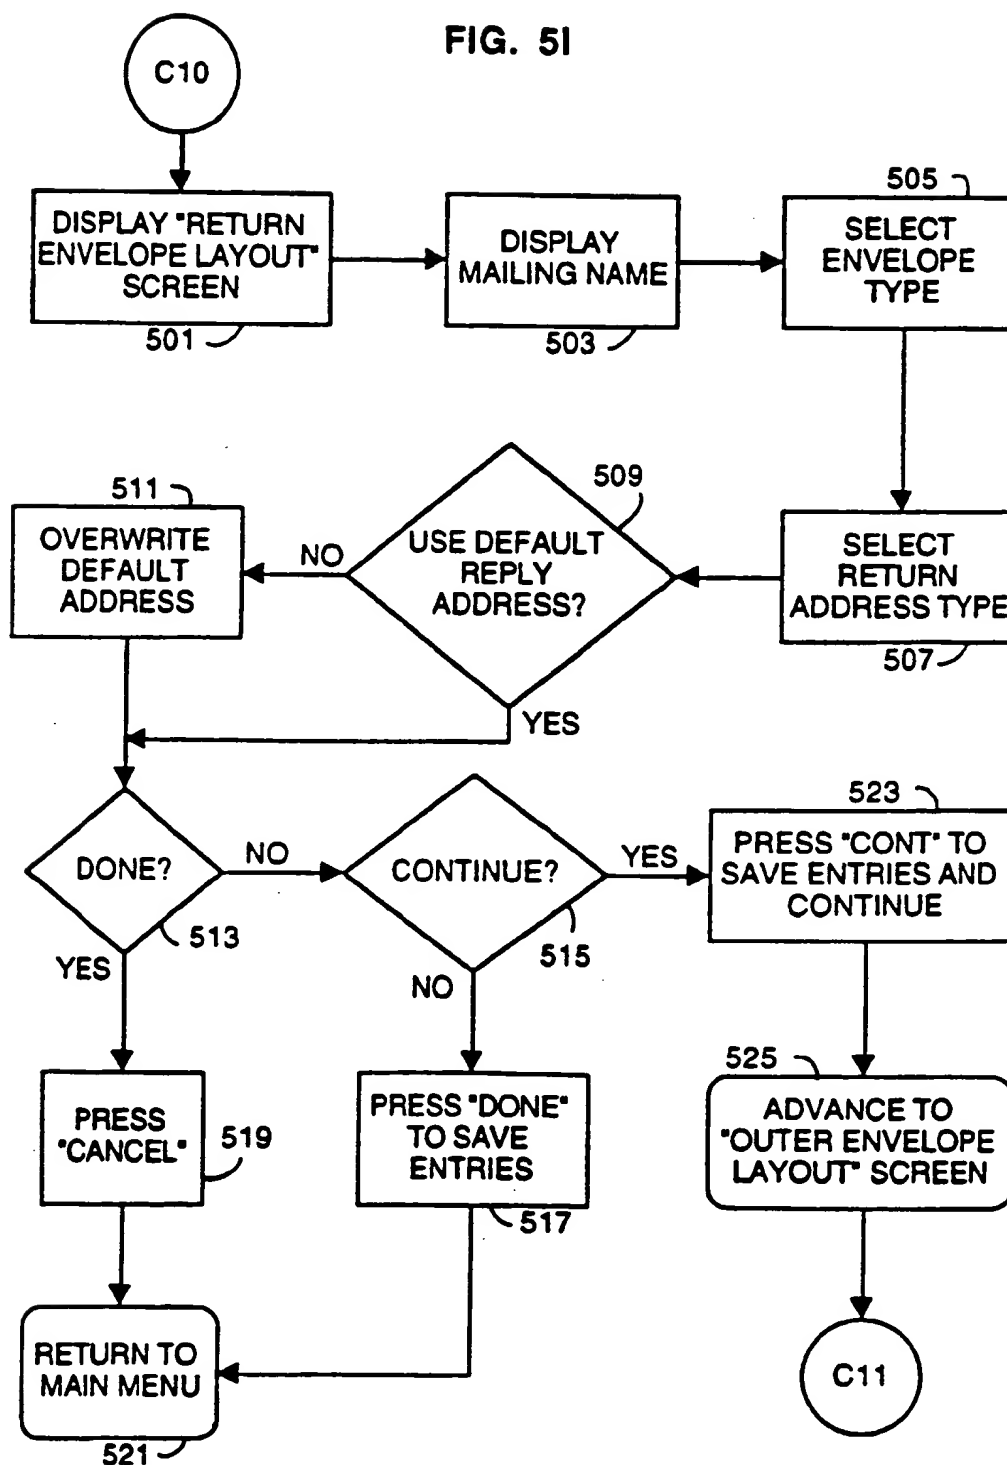 FIG. 5I
C10
DISPLAY "RETURN
ENVELOPE LAYOUT"
SCREEN
501
DISPLAY
MAILING NAME
503
505
SELECT
ENVELOPE
TYPE
511
OVERWRITE
DEFAULT
ADDRESS
NO
509
USE DEFAULT
REPLY
ADDRESS?
YES
SELECT
RETURN
ADDRESS TYPE
507
DONE?
513
NO
YES
CONTINUE?
515
YES
NO
523
PRESS "CONT" TO
SAVE ENTRIES AND
CONTINUE
PRESS
"CANCEL"
519
PRESS "DONE"
TO SAVE
ENTRIES
517
525
ADVANCE TO
"OUTER ENVELOPE
LAYOUT" SCREEN
RETURN TO
MAIN MENU
521
C11